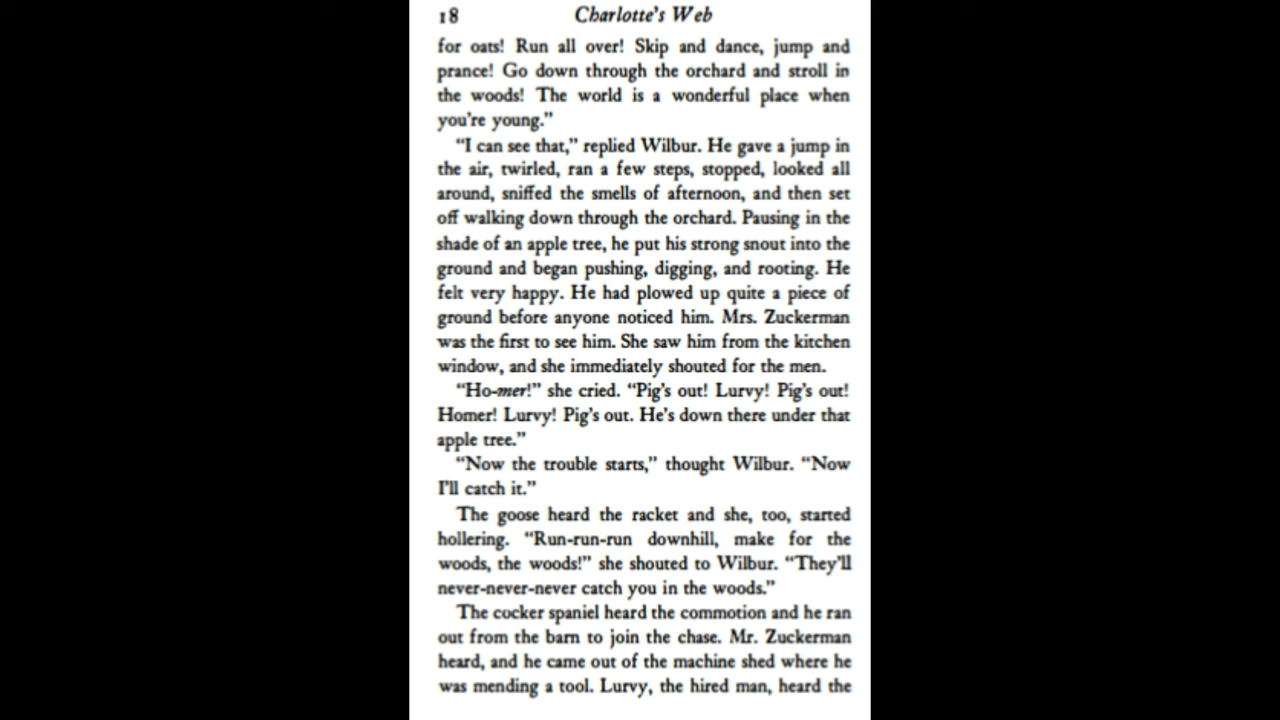 18 Charlotte's Web
for oats! Run all over! Skip and dance, jump and
prance! Go down through the orchard and stroll in
the woods! The world is a wonderful place when
you're young."
"I can see that," replied Wilbur. He gave a jump in
the air, twirled, ran a few steps, stopped, looked all
around, sniffed the smells of afternoon, and then set
off walking down through the orchard. Pausing in the
shade of an apple tree, he put his strong snout into the
ground and began pushing, digging, and rooting. He
felt very happy. He had plowed up quite a piece of
ground before anyone noticed him. Mrs. Zuckerman
was the first to see him. She saw him from the kitchen
window, and she immediately shouted for the men.
"Ho-mer!" she cried. "Pig's out! Lurvy! Pig's out!
Homer! Lurvy! Pig's out. He's down there under that
apple tree."
"Now the trouble starts," thought Wilbur. "Now
I'll catch it."
The goose heard the racket and she, too, started
hollering. "Run-run-run downhill, make for the
woods, the woods!" she shouted to Wilbur. "They'll
never-never-never catch you in the woods."
The cocker spaniel heard the commotion and he ran
out from the barn to join the chase. Mr. Zuckerman
heard, and he came out of the machine shed where he
was mending a tool. Lurvy, the hired man, heard the